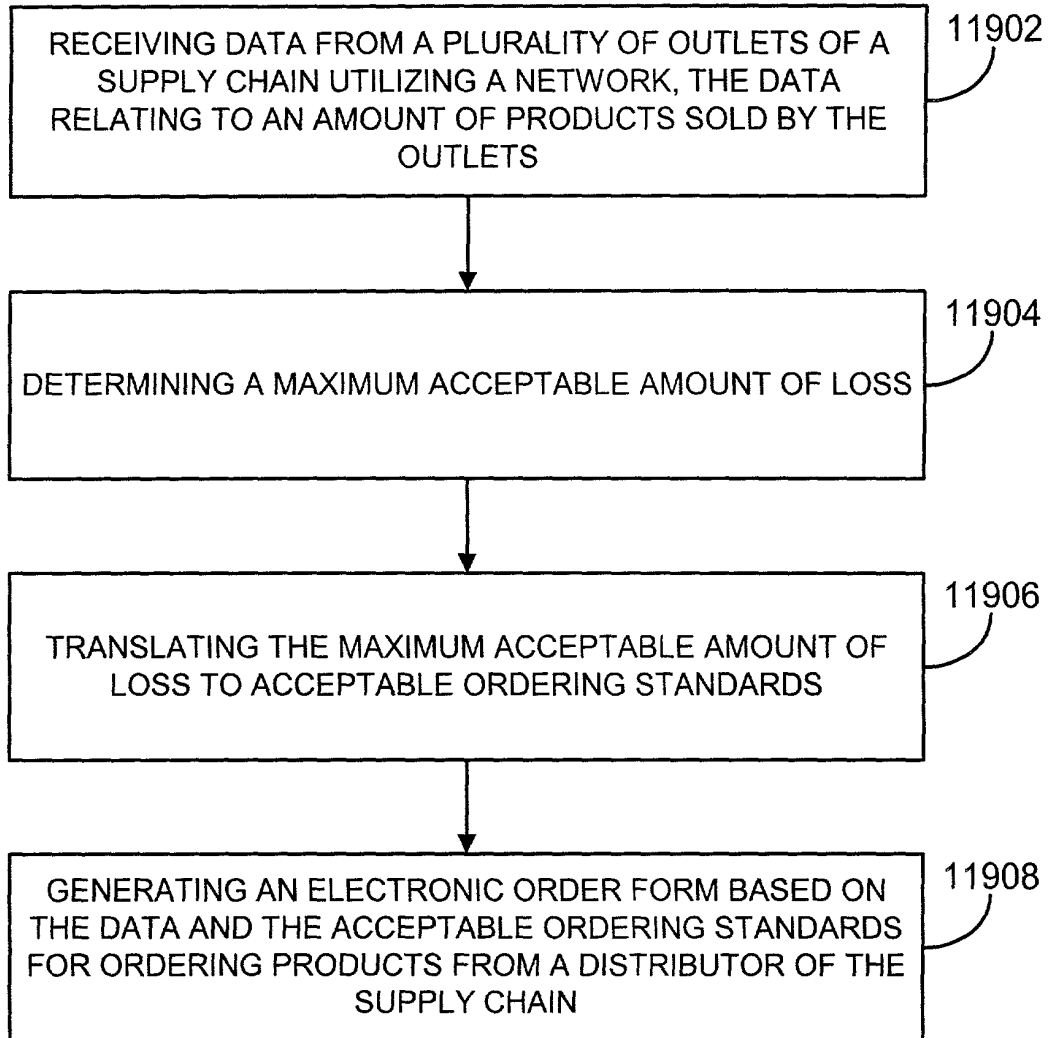 RECEIVING DATA FROM A PLURALITY OF OUTLETS OF A
SUPPLY CHAIN UTILIZING A NETWORK, THE DATA
RELATING TO AN AMOUNT OF PRODUCTS SOLD BY THE
OUTLETS
11902
DETERMINING A MAXIMUM ACCEPTABLE AMOUNT OF LOSS
11904
TRANSLATING THE MAXIMUM ACCEPTABLE AMOUNT OF
LOSS TO ACCEPTABLE ORDERING STANDARDS
11906
GENERATING AN ELECTRONIC ORDER FORM BASED ON
THE DATA AND THE ACCEPTABLE ORDERING STANDARDS
FOR ORDERING PRODUCTS FROM A DISTRIBUTOR OF THE
SUPPLY CHAIN
11908